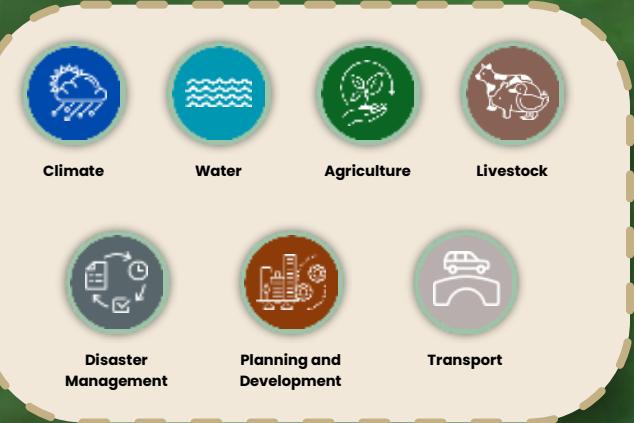 Climate
Water
Agriculture
Livestock
Disaster
Management
Planning and
Development
Transport